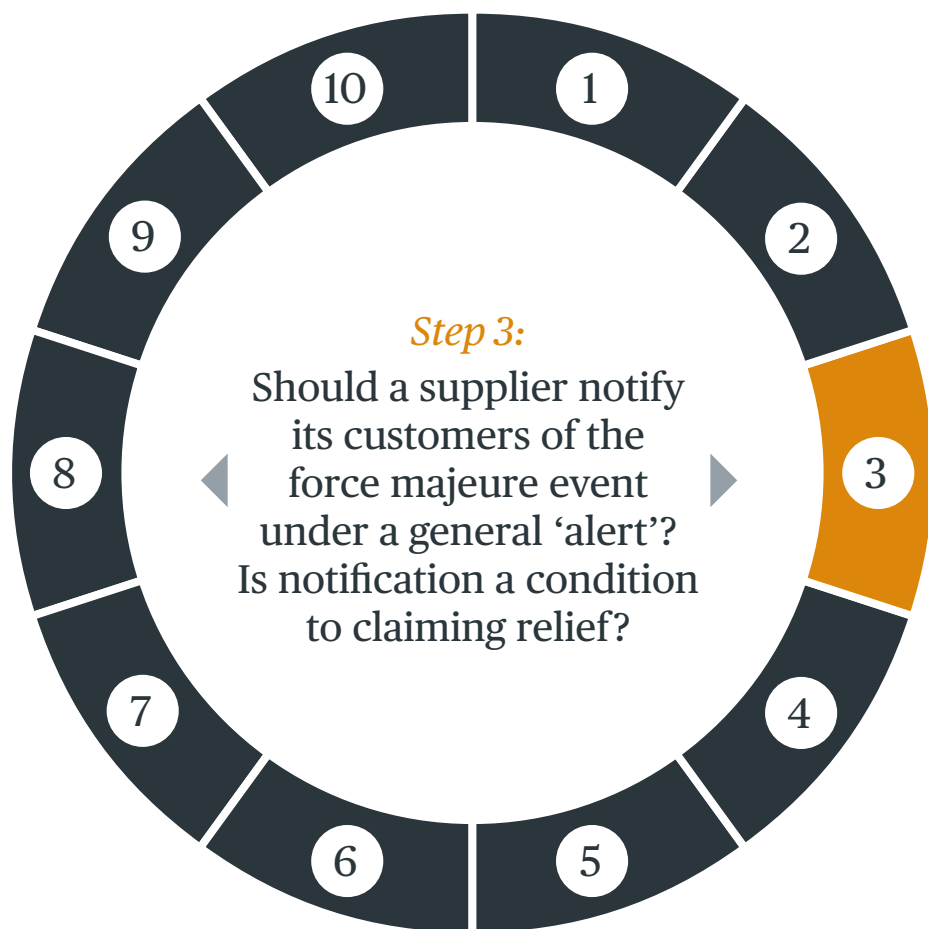 10
1
9
2
Step 3:
Should a supplier notify
its customers of the
force majeure event
under a general ‘alert’?
Is notification a condition
to claiming relief?
8
3
7
4
6
5